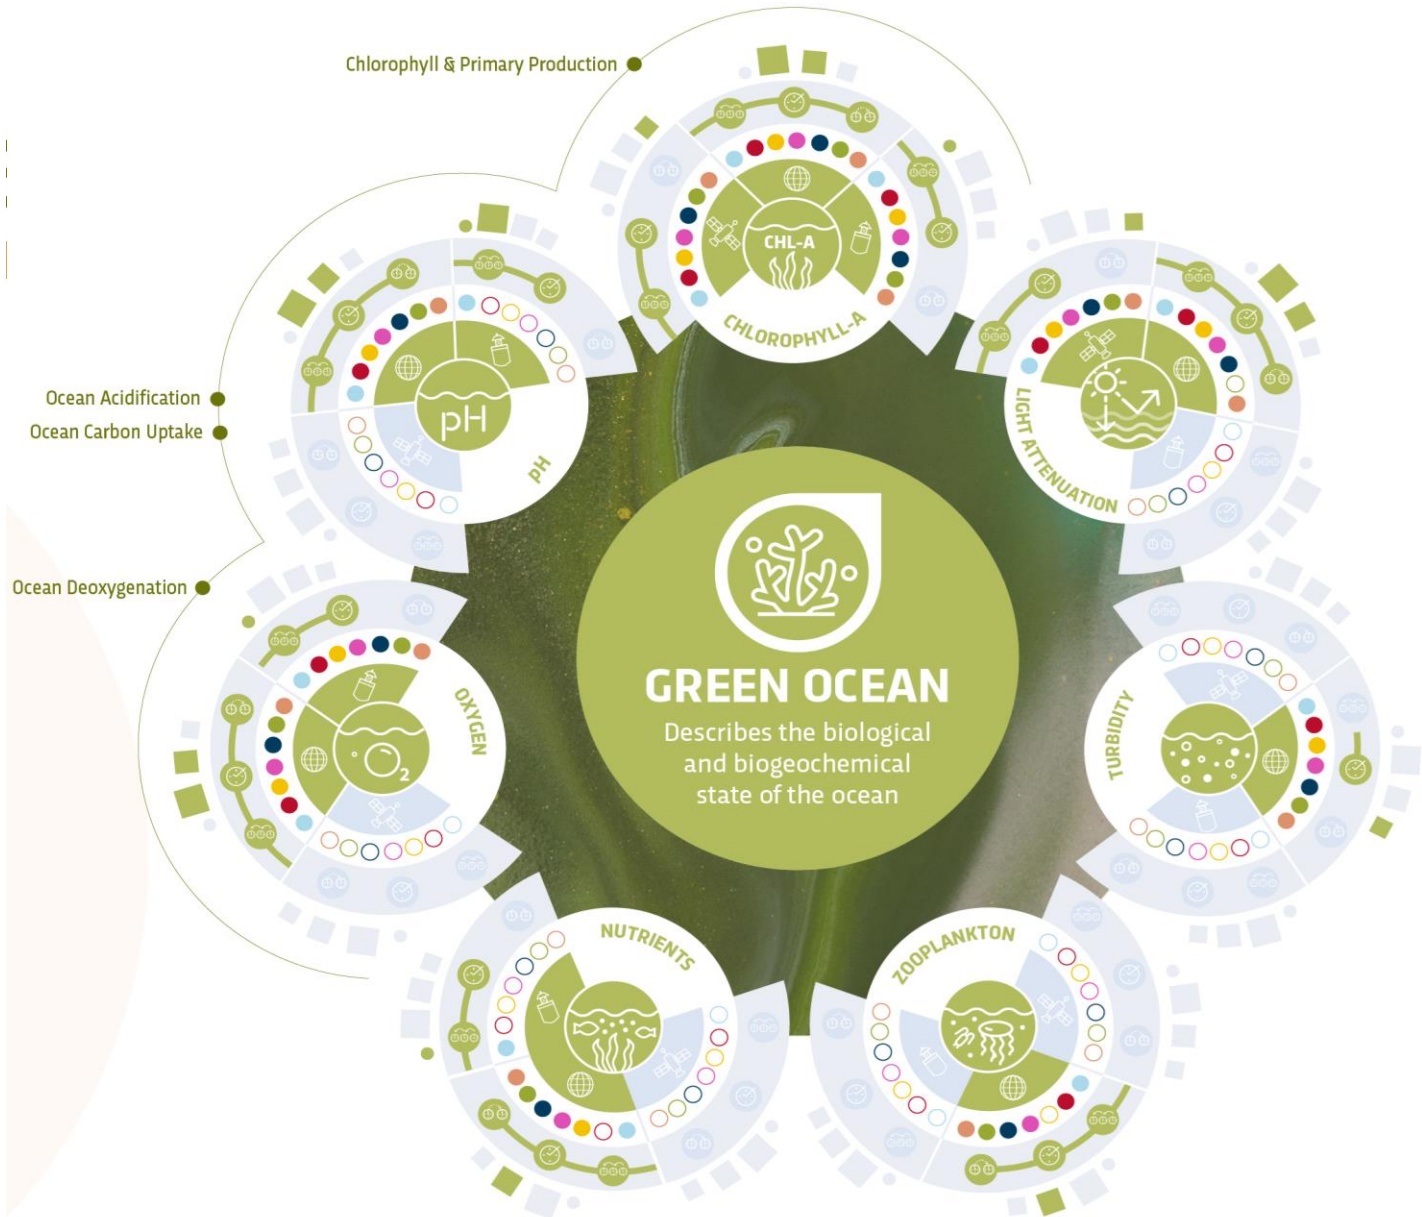 Chlorophyll & Primary Production
CHL-A
CHLOROPHYLL-A
pH
pH
Ocean Acidification
Ocean Carbon Uptake
LIGHT ATTENUATION
Ocean Deoxygenation
GREEN OCEAN
Describes the biological
and biogeochemical
state of the ocean
OXYGEN
O2
TURBIDITY
NUTRIENTS
ZOOPLANKTON